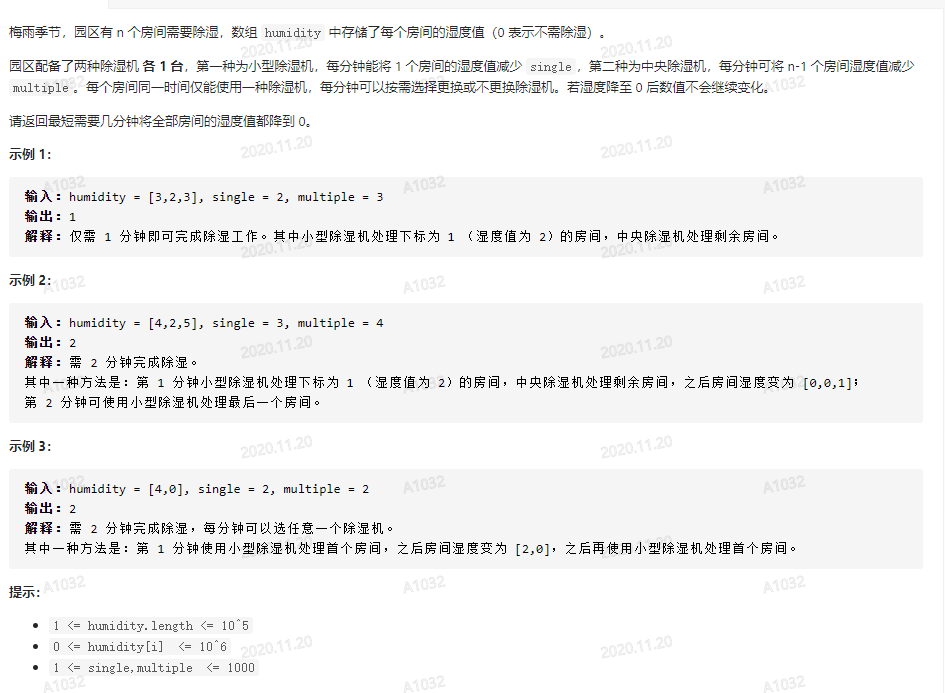 梅雨季节，园区有 n 个房间需要除湿，数组 humidity 中存储了每个房间的湿度值（0 表示不需除湿）。
园区配备了两种除湿机 各 1 台，第一种为小型除湿机，每分钟能将 1 个房间的湿度值减少 single ，第二种为中央除湿机，每分钟可将 n-1 个房间湿度值减少
multiple 。每个房间同一时间仅能使用一种除湿机，每分钟可以按需选择更换或不更换除湿机。若湿度降至 0 后数值不会继续变化。
请返回最短需要几分钟将全部房间的湿度值都降到 0。
示例 1：
输入：humidity = [3,2,3], single = 2, multiple = 3
输出：1
解释：仅需 1 分钟即可完成除湿工作。其中小型除湿机处理下标为 1 （湿度值为 2）的房间，中央除湿机处理剩余房间。
示例 2：
输入：humidity = [4,2,5], single = 3, multiple = 4
输出：2
解释：需 2 分钟完成除湿。
其中一种方法是：第 1 分钟小型除湿机处理下标为 1 （湿度值为 2）的房间，中央除湿机处理剩余房间，之后房间湿度变为 [0,0,1]；
第 2 分钟可使用小型除湿机处理最后一个房间。
示例 3：
输入：humidity = [4,0], single = 2, multiple = 2
输出：2
解释：需 2 分钟完成除湿，每分钟可以选任意一个除湿机。
其中一种方法是：第 1 分钟使用小型除湿机处理首个房间，之后房间湿度变为 [2,0]，之后再使用小型除湿机处理首个房间。
提示：
1 <= humidity.length <= 10^5
0 <= humidity[i] <= 10^6
1 <= single,multiple <= 1000
A1032
2020.11.20